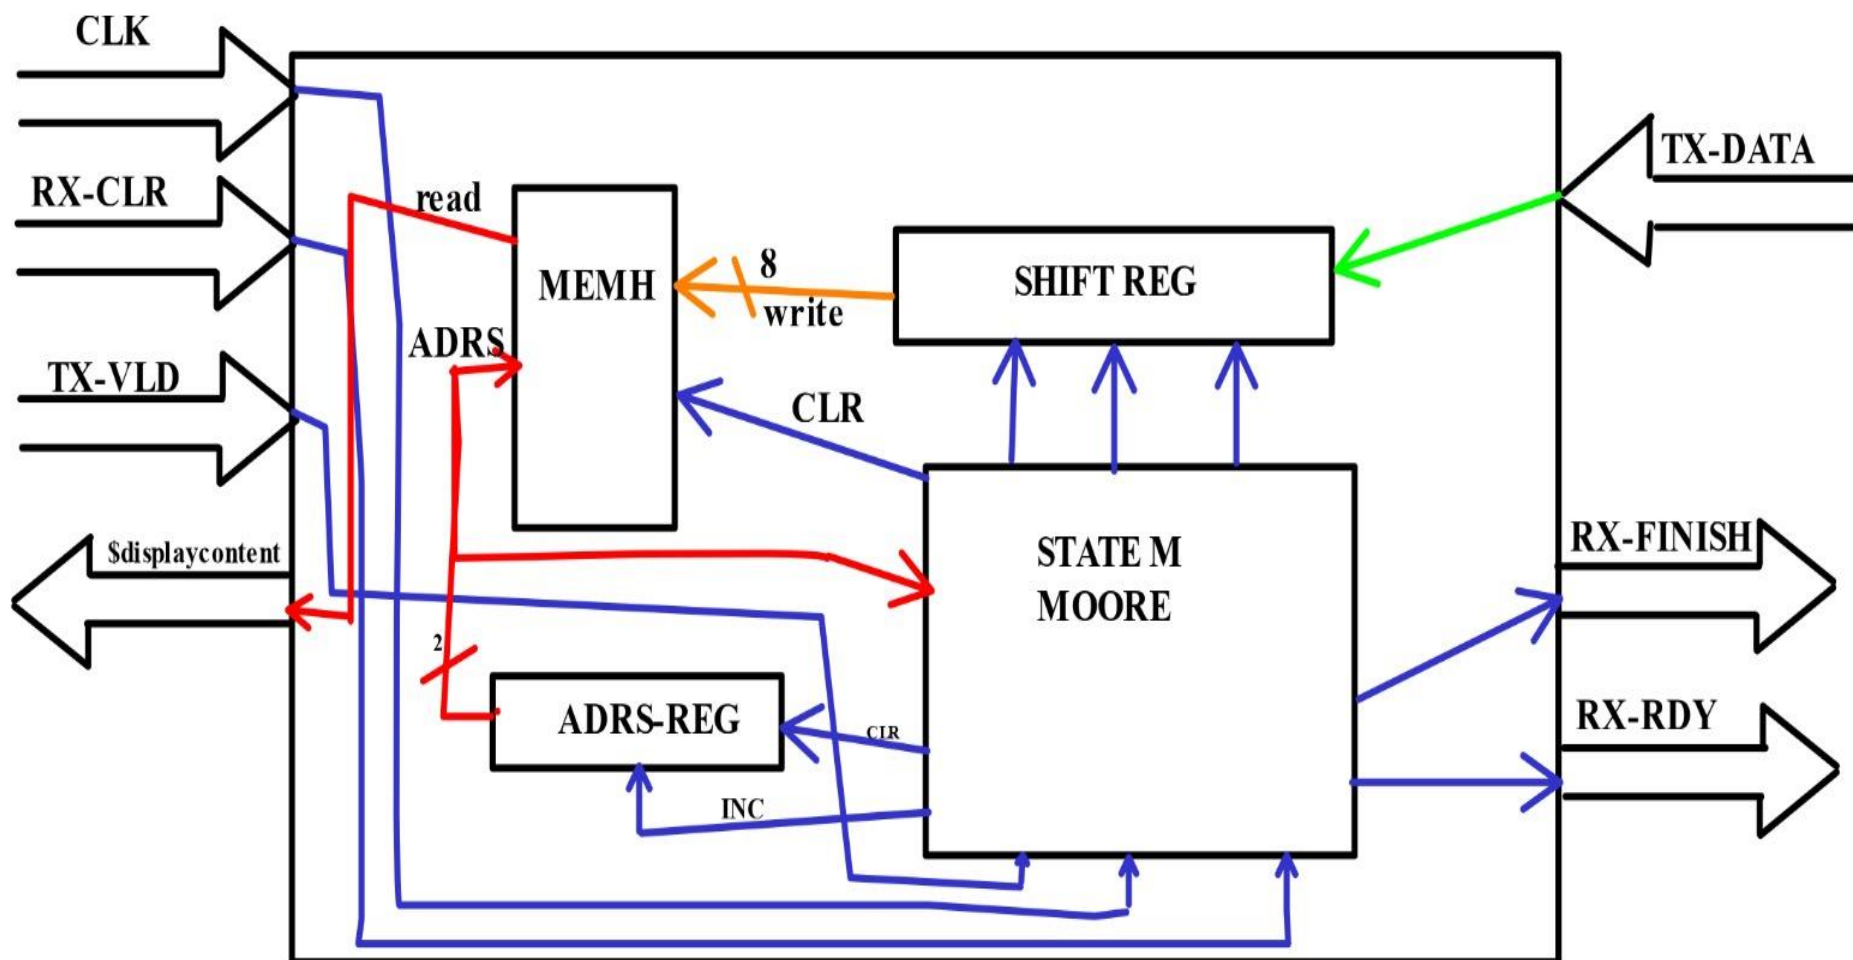 CLK
TX-DATA
RX-CLR
read
8
MEMH
SHIFT REG
write
ADRS
TX-VLD
CLR
$displaycontent
RX-FINISH
STATE M
MOORE
2
ADRS-REG
CLR
RX-RDY
INC